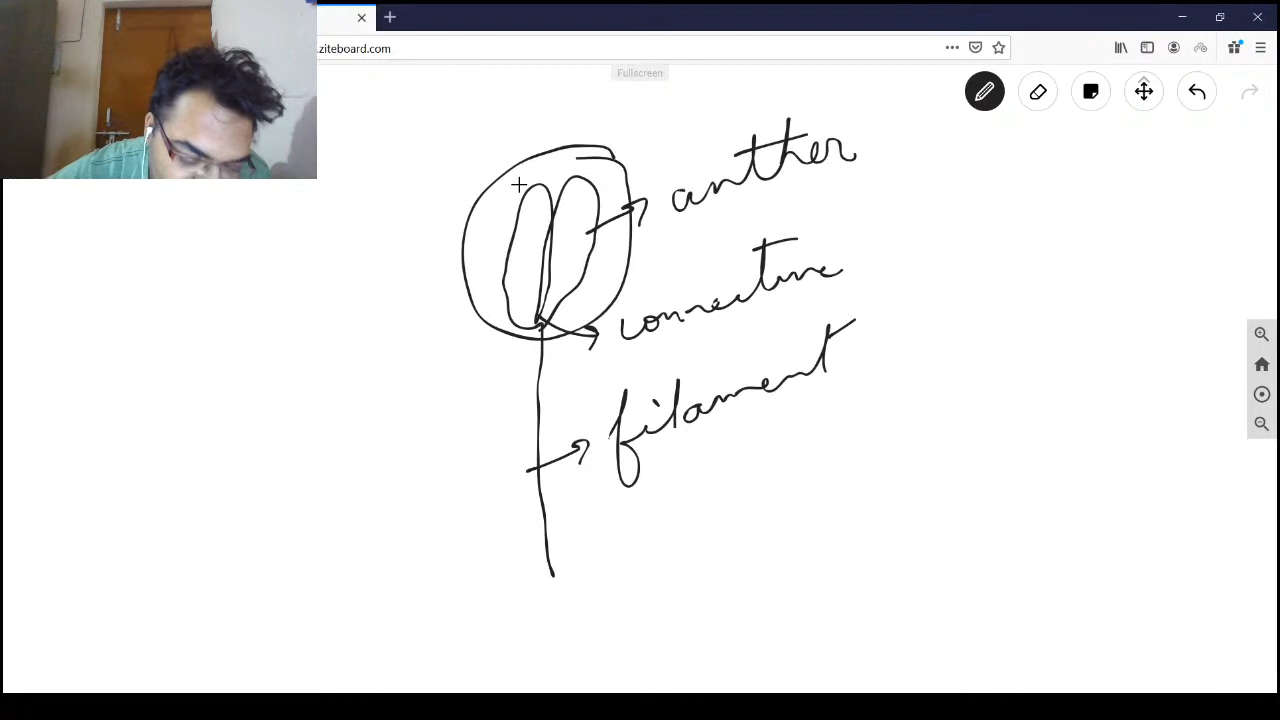 ziteboard.com
Fullscreen
anther
connective
filament